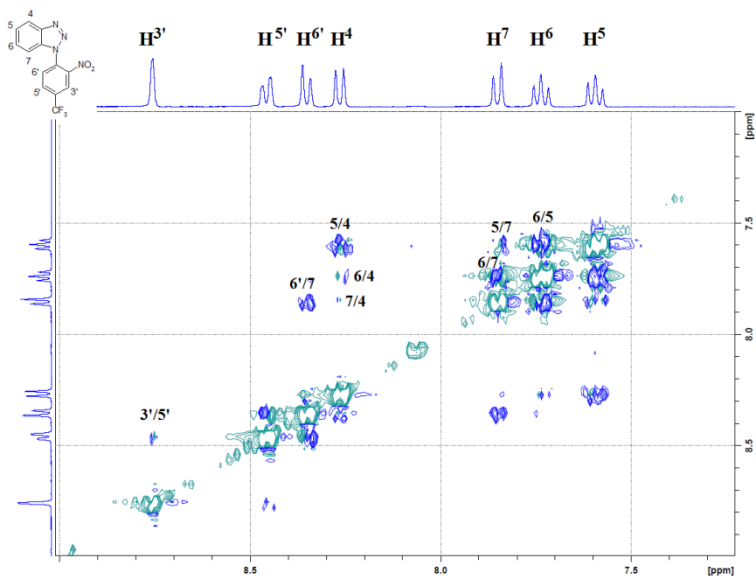 4
5
N
N
6
N
7
6'
NO₂
5'
3'
CF₃
H³'
H⁵'
H⁶'
H⁴
H⁷
H⁶
H⁵
[ppm]
5/4
5/7
6/5
7.5
6/7
6/4
6'/7
7/4
8.0
3'/5'
8.5
8.5
8.0
7.5
[ppm]